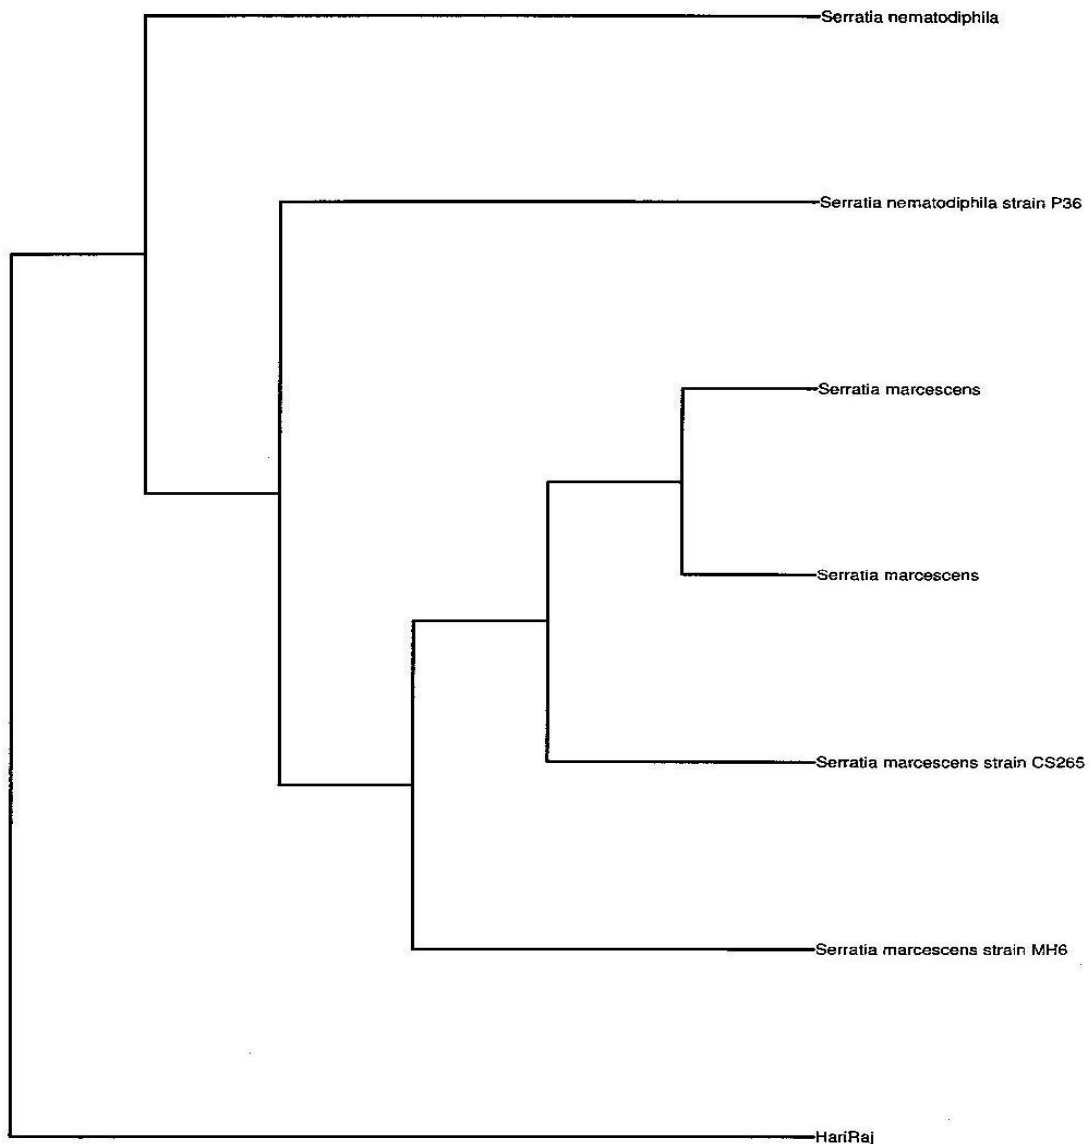 Serratia nematodiphila
Serratia nematodiphila strain P36
Serratia marcescens
Serratia marcescens
Serratia marcescens strain CS265
Serratia marcescens strain MH6
HariRaj